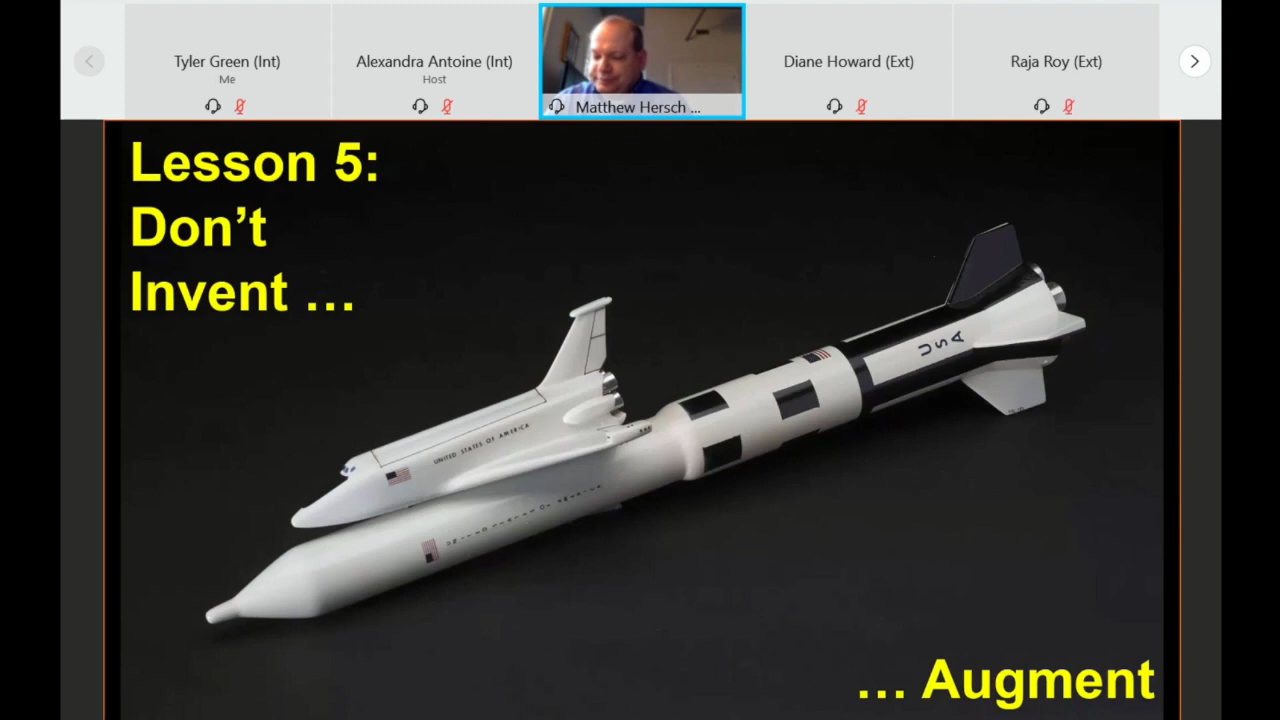 Tyler Green (Int)
Me
Alexandra Antoine (Int)
Host
Matthew Hersch ...
Diane Howard (Ext)
Raja Roy (Ext)
Lesson 5:
Don’t
Invent …
USA
UNITED STATES OF AMERICA
… Augment